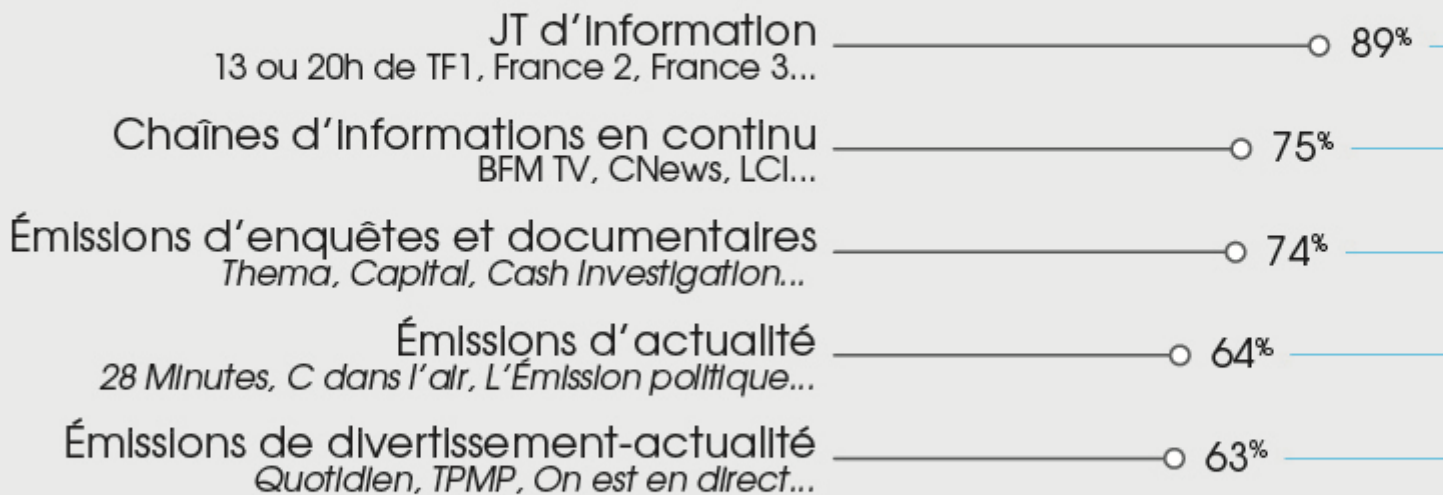 JT d'information
13 ou 20h de TF1, France 2, France 3...
89%
Chaînes d'informations en continu
BFM TV, CNews, LCI...
75%
Émissions d'enquêtes et documentaires
Thema, Capital, Cash Investigation...
74%
Émissions d'actualité
28 Minutes, C dans l'air, L'Émission politique...
64%
Émissions de divertissement-actualité
Quotidien, TPMP, On est en direct...
63%